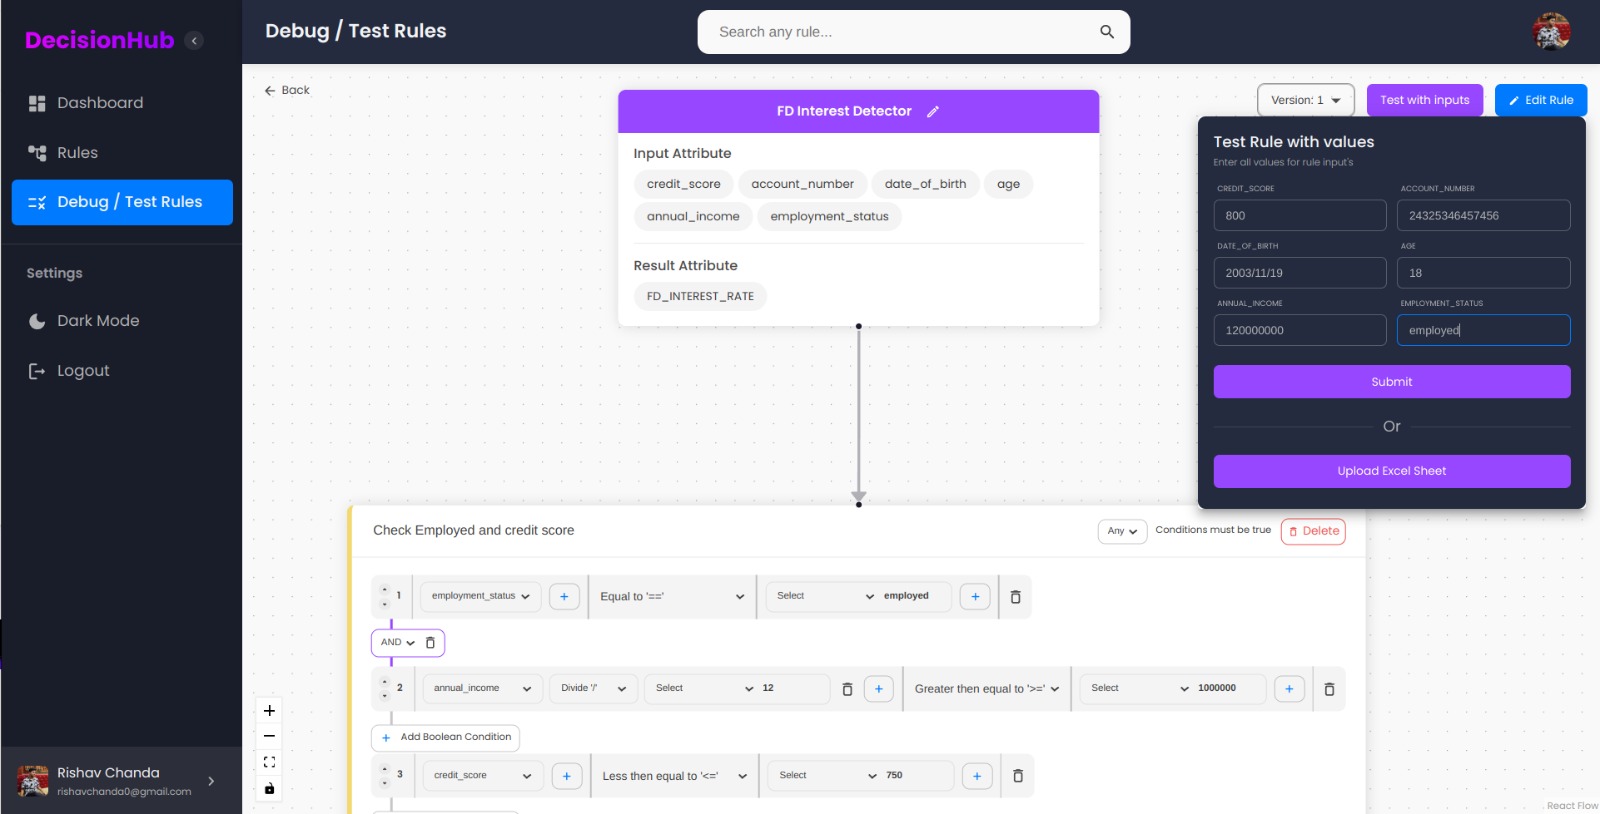 DecisionHub
Dashboard
Rules
Debug / Test Rules
Settings
Dark Mode
Logout
Rishav Chanda
rishavchanda0@gmail.com
Debug / Test Rules
Search any rule...
Back
Version: 1
Test with inputs
Edit Rule
FD Interest Detector
Input Attribute
credit_score account_number date_of_birth age
annual_income employment_status
Result Attribute
FD_INTEREST_RATE
Test Rule with values
Enter all values for rule input's
CREDIT_SCORE ACCOUNT_NUMBER
800 24325346457456
DATE_OF_BIRTH AGE
2003/11/19 18
ANNUAL_INCOME EMPLOYMENT_STATUS
120000000 employed
Submit
Or
Upload Excel Sheet
Check Employed and credit score
Any Conditions must be true Delete
1 employment_status + Equal to '==' Select employed +
AND
2 annual_income Divide '/' Select 12 + Greater then equal to '>=' Select 1000000 +
+ Add Boolean Condition
3 credit_score + Less then equal to '<=' Select 750 +
React Flow